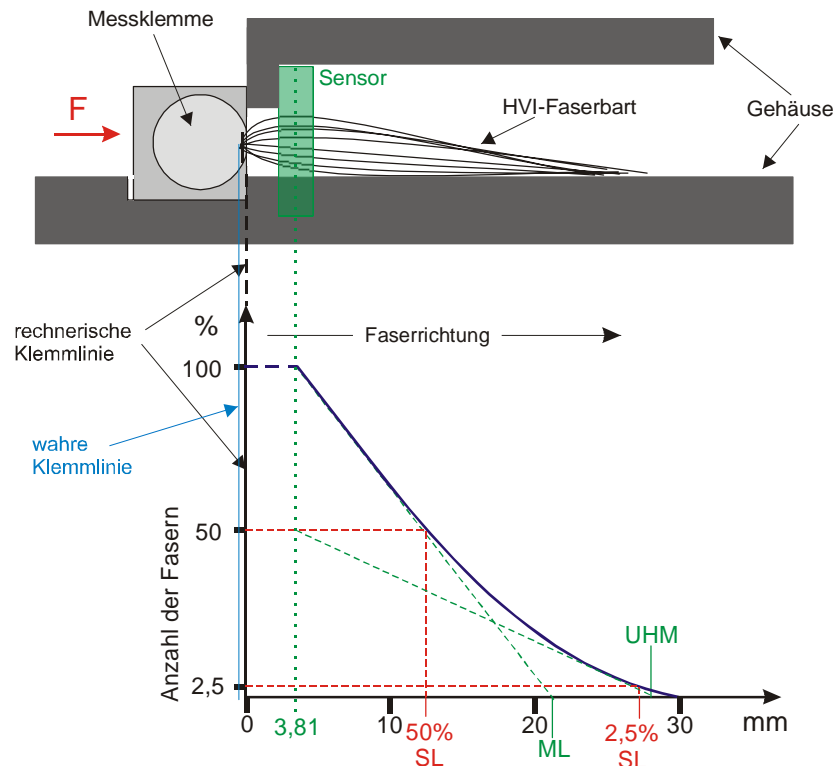 Messklemme
Sensor
F
HVI-Faserbart
Gehäuse
rechnerische
Klemmlinie
%
Faserrichtung
100
wahre
Klemmlinie
50
Anzahl der Fasern
UHM
2,5
0
3,81
10
50%
SL
20
ML
2,5%
SL
30
mm